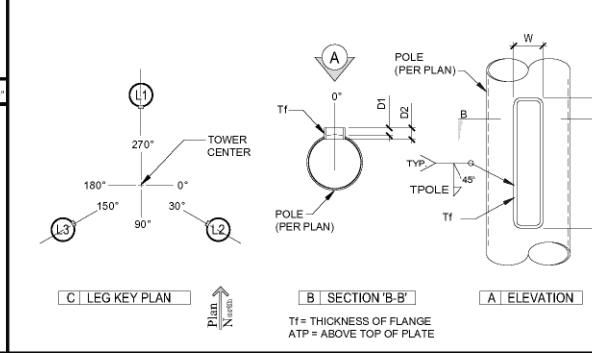 L1
270°
TOWER
CENTER
180°
0°
150°
30°
90°
L3
L2
C LEG KEY PLAN
Plan
North
A
0°
Tf
D1
D2
POLE
(PER PLAN)
B SECTION 'B-B'
Tf = THICKNESS OF FLANGE
ATP = ABOVE TOP OF PLATE
W
POLE
(PER PLAN)
B
TYP
45°
TPOLE
Tf
A ELEVATION